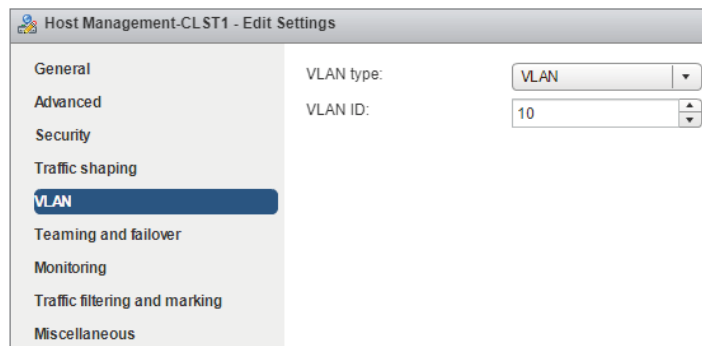 Host Management-CLST1 - Edit Settings
General
Advanced
Security
Traffic shaping
VLAN
Teaming and failover
Monitoring
Traffic filtering and marking
Miscellaneous
VLAN type: VLAN
VLAN ID: 10